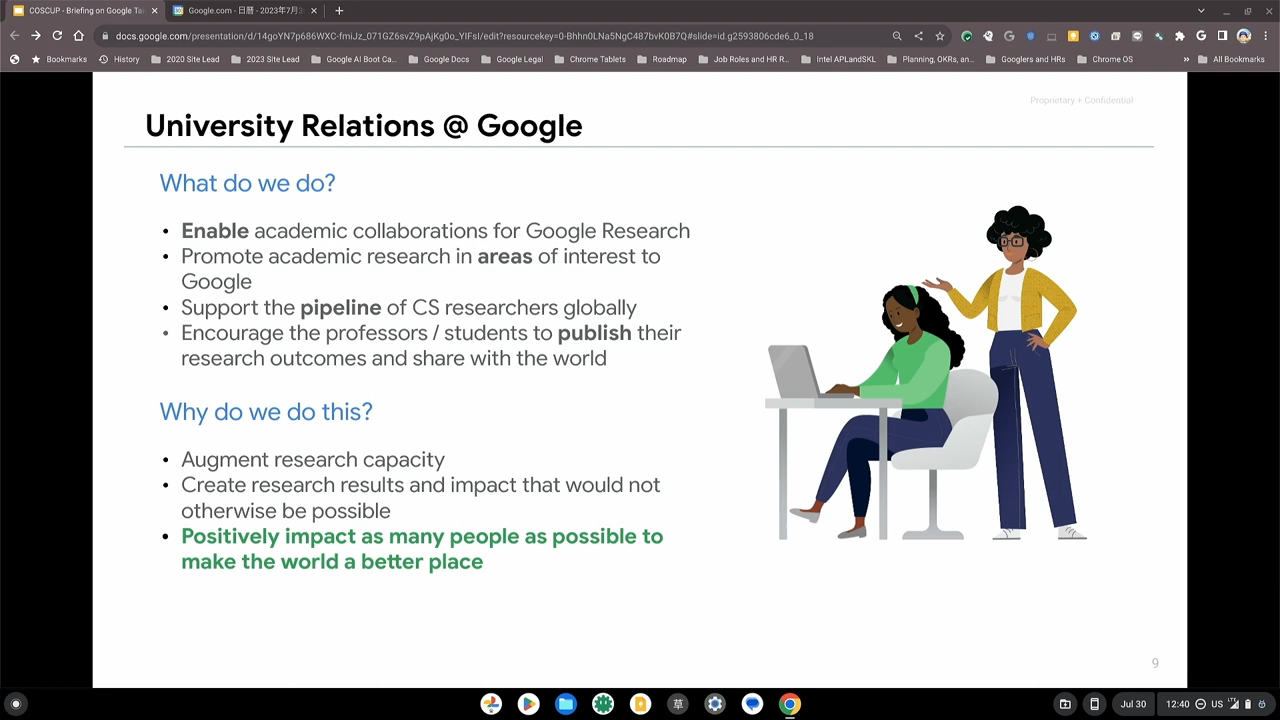 COSCUP - Briefing on Google Ta
Google.com - 日曆 - 2023年7月3
docs.google.com/presentation/d/14goYN7p686WXC-fmiJz_071GZ6svZ9pAjKg0o_YIFsI/edit?resourcekey=0-Bhhn0LNa5NgC487bvK0B7Q#slide=id.g2593806cde6_0_18
Bookmarks History 2020 Site Lead 2023 Site Lead Google AI Boot Ca... Google Docs Google Legal Chrome Tablets Roadmap Job Roles and HR R... Intel APLandSKL Planning, OKRs, an... Googlers and HRs Chrome OS » All Bookmarks
Proprietary + Confidential
University Relations @ Google
What do we do?
• Enable academic collaborations for Google Research
• Promote academic research in areas of interest to
Google
• Support the pipeline of CS researchers globally
• Encourage the professors / students to publish their
research outcomes and share with the world
Why do we do this?
• Augment research capacity
• Create research results and impact that would not
otherwise be possible
• Positively impact as many people as possible to
make the world a better place
9
草
Jul 30 12:40 US LTE